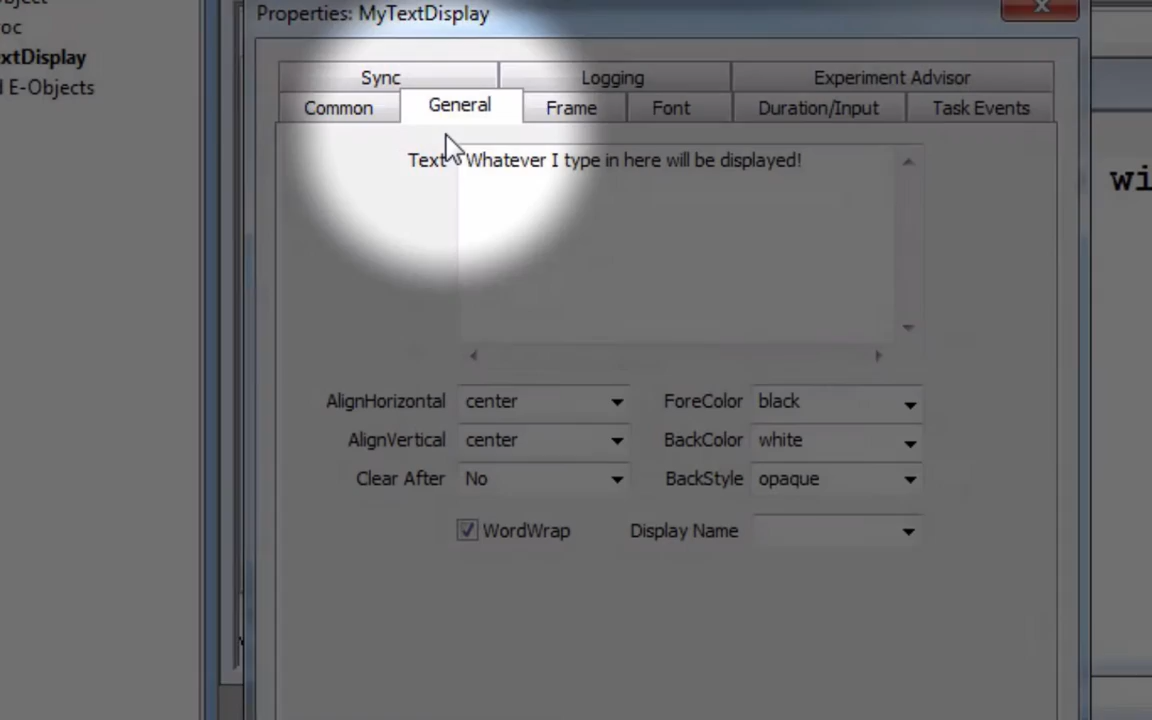 Properties: MyTextDisplay
oc
xtDisplay
E-Objects
Sync Logging Experiment Advisor
Common General Frame Font Duration/Input Task Events
Text Whatever I type in here will be displayed!
wi
AlignHorizontal center ForeColor black
AlignVertical center BackColor white
Clear After No BackStyle opaque
WordWrap Display Name